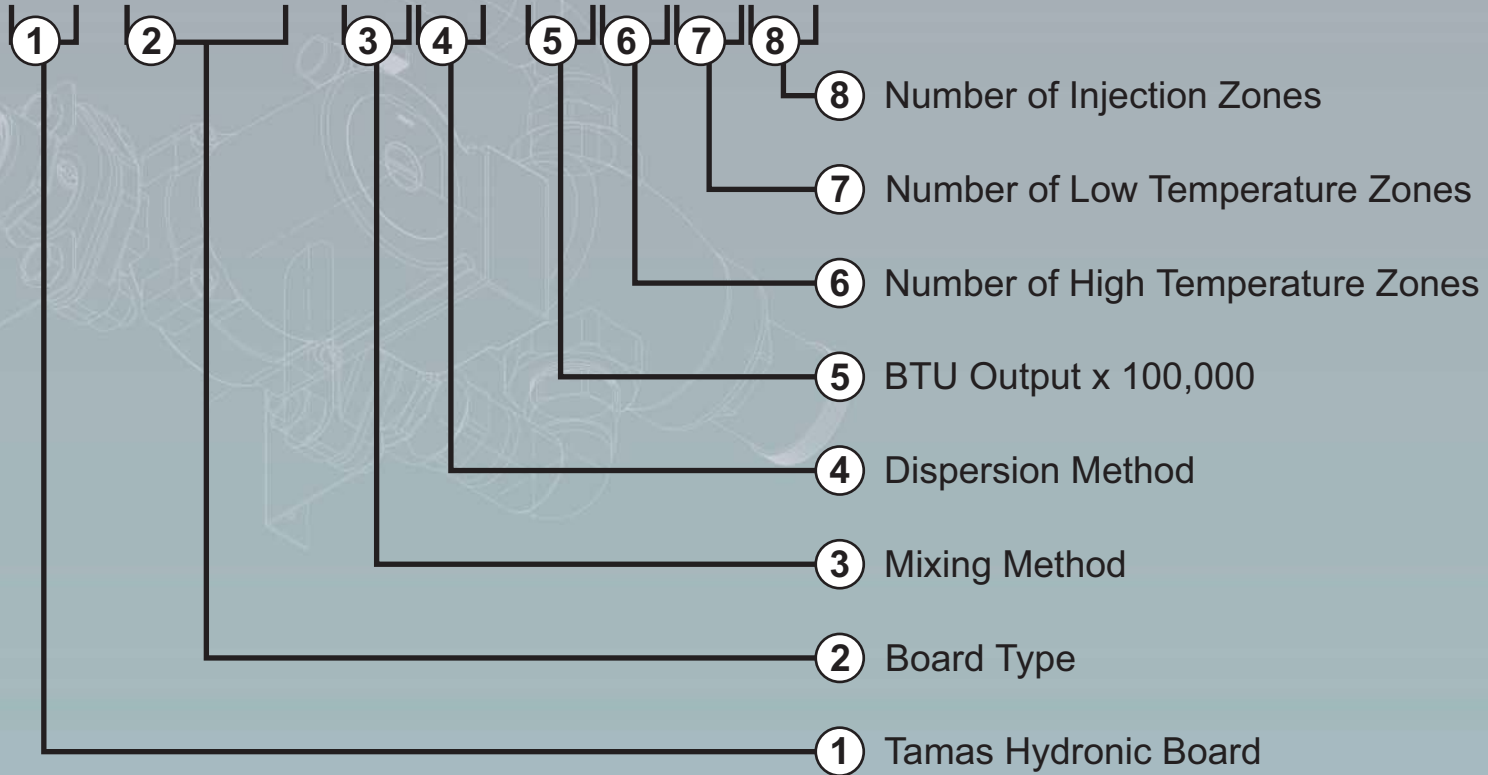 1 2 3 4 5 6 7 8
8 Number of Injection Zones
7 Number of Low Temperature Zones
6 Number of High Temperature Zones
5 BTU Output x 100,000
4 Dispersion Method
3 Mixing Method
2 Board Type
1 Tamas Hydronic Board